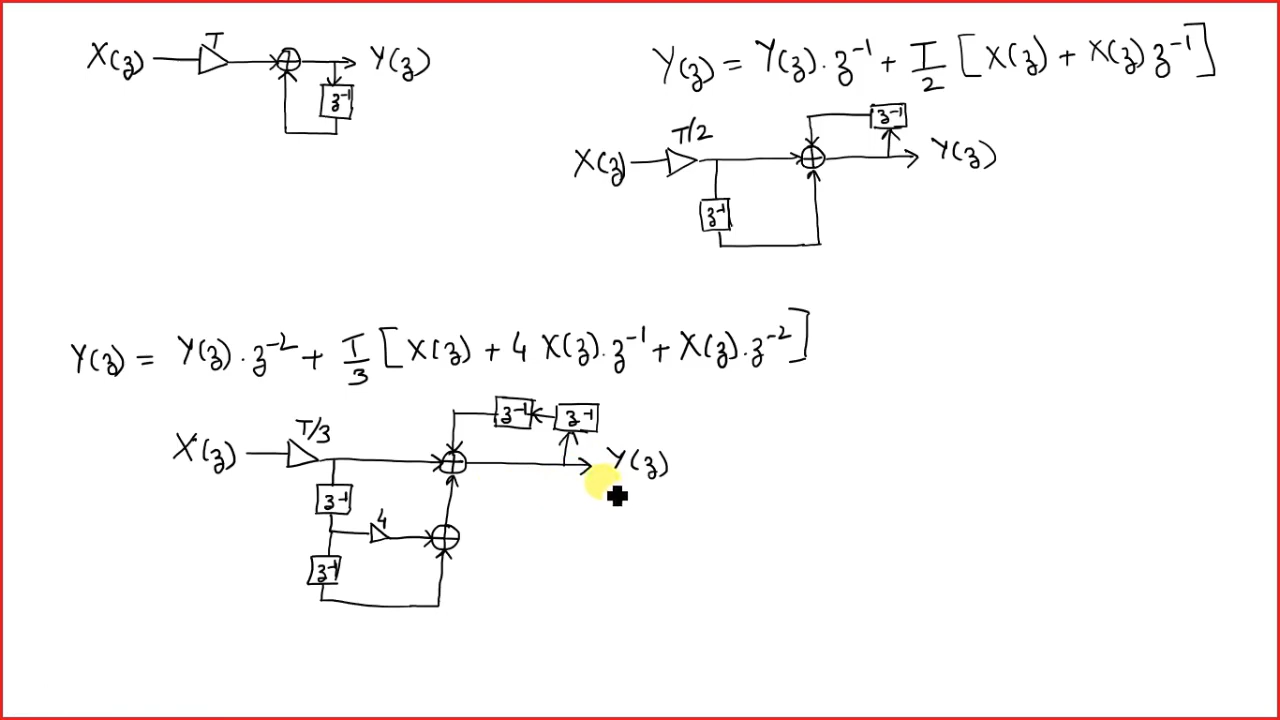 T
X(z) Y(z)
z⁻¹
Y(z) = Y(z) · z⁻¹ + T/2 [X(z) + X(z) z⁻¹]
T/2
z⁻¹
X(z) Y(z)
z⁻¹
Y(z) = Y(z) · z⁻² + T/3 [X(z) + 4 X(z) · z⁻¹ + X(z) · z⁻²]
z⁻¹ z⁻¹
T/3
X(z) Y(z)
z⁻¹
4
z⁻¹